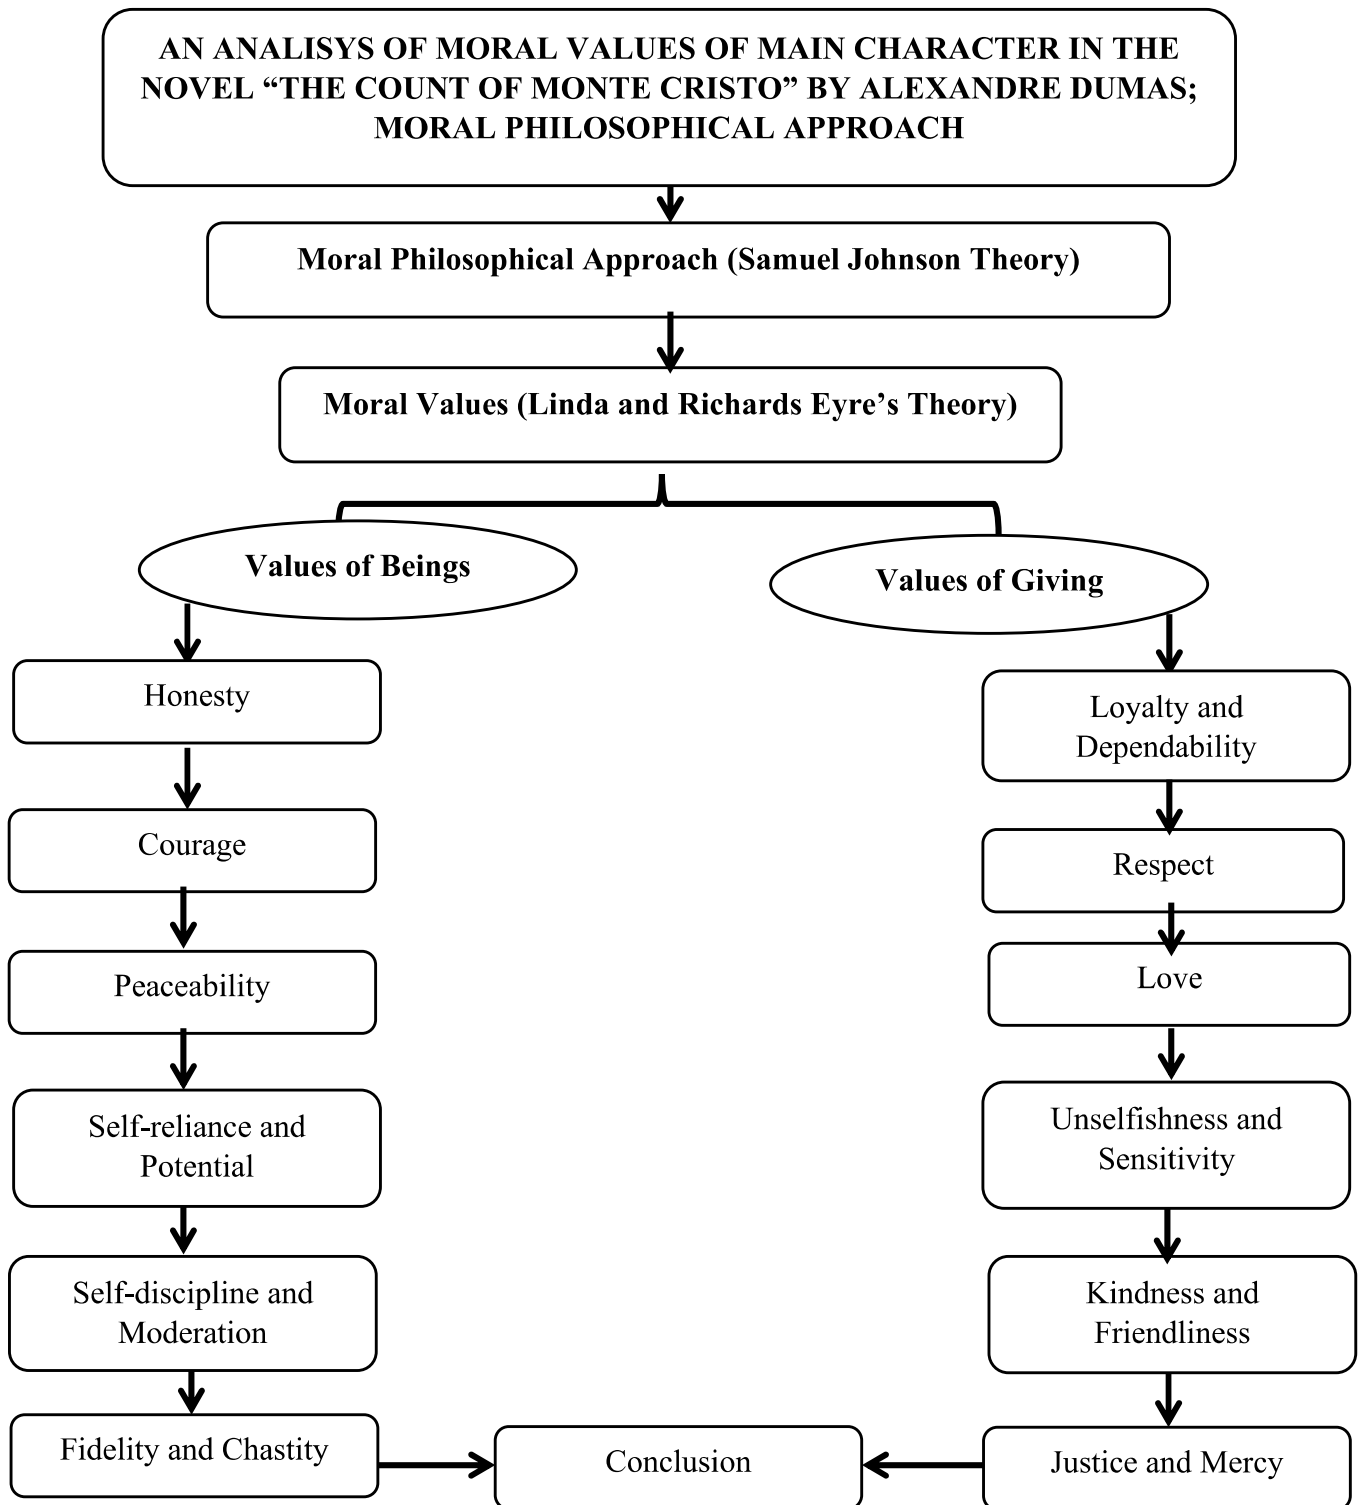 AN ANALISYS OF MORAL VALUES OF MAIN CHARACTER IN THE
NOVEL “THE COUNT OF MONTE CRISTO” BY ALEXANDRE DUMAS;
MORAL PHILOSOPHICAL APPROACH
Moral Philosophical Approach (Samuel Johnson Theory)
Moral Values (Linda and Richards Eyre’s Theory)
Values of Beings
Honesty
Courage
Peaceability
Self-reliance and
Potential
Self-discipline and
Moderation
Fidelity and Chastity
Values of Giving
Loyalty and
Dependability
Respect
Love
Unselfishness and
Sensitivity
Kindness and
Friendliness
Justice and Mercy
Conclusion